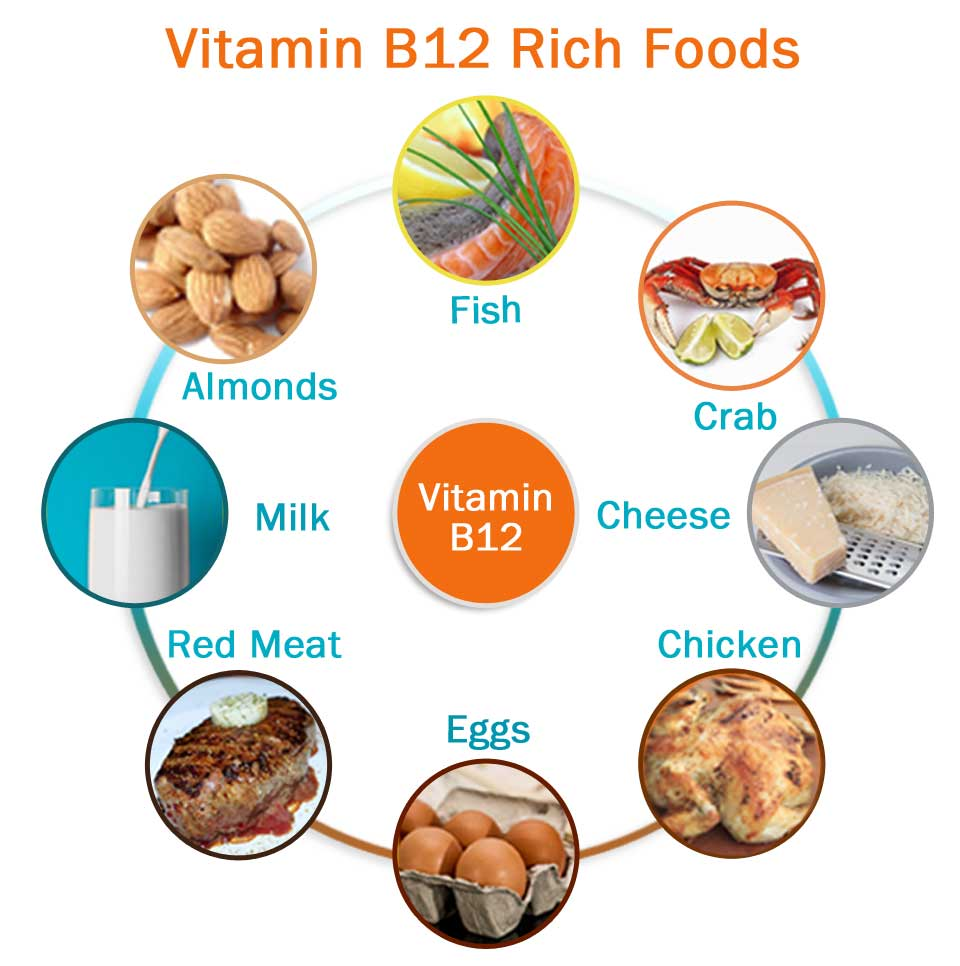 Vitamin B12 Rich Foods
Fish
Almonds
Crab
Milk
Vitamin
B12
Cheese
Red Meat
Chicken
Eggs